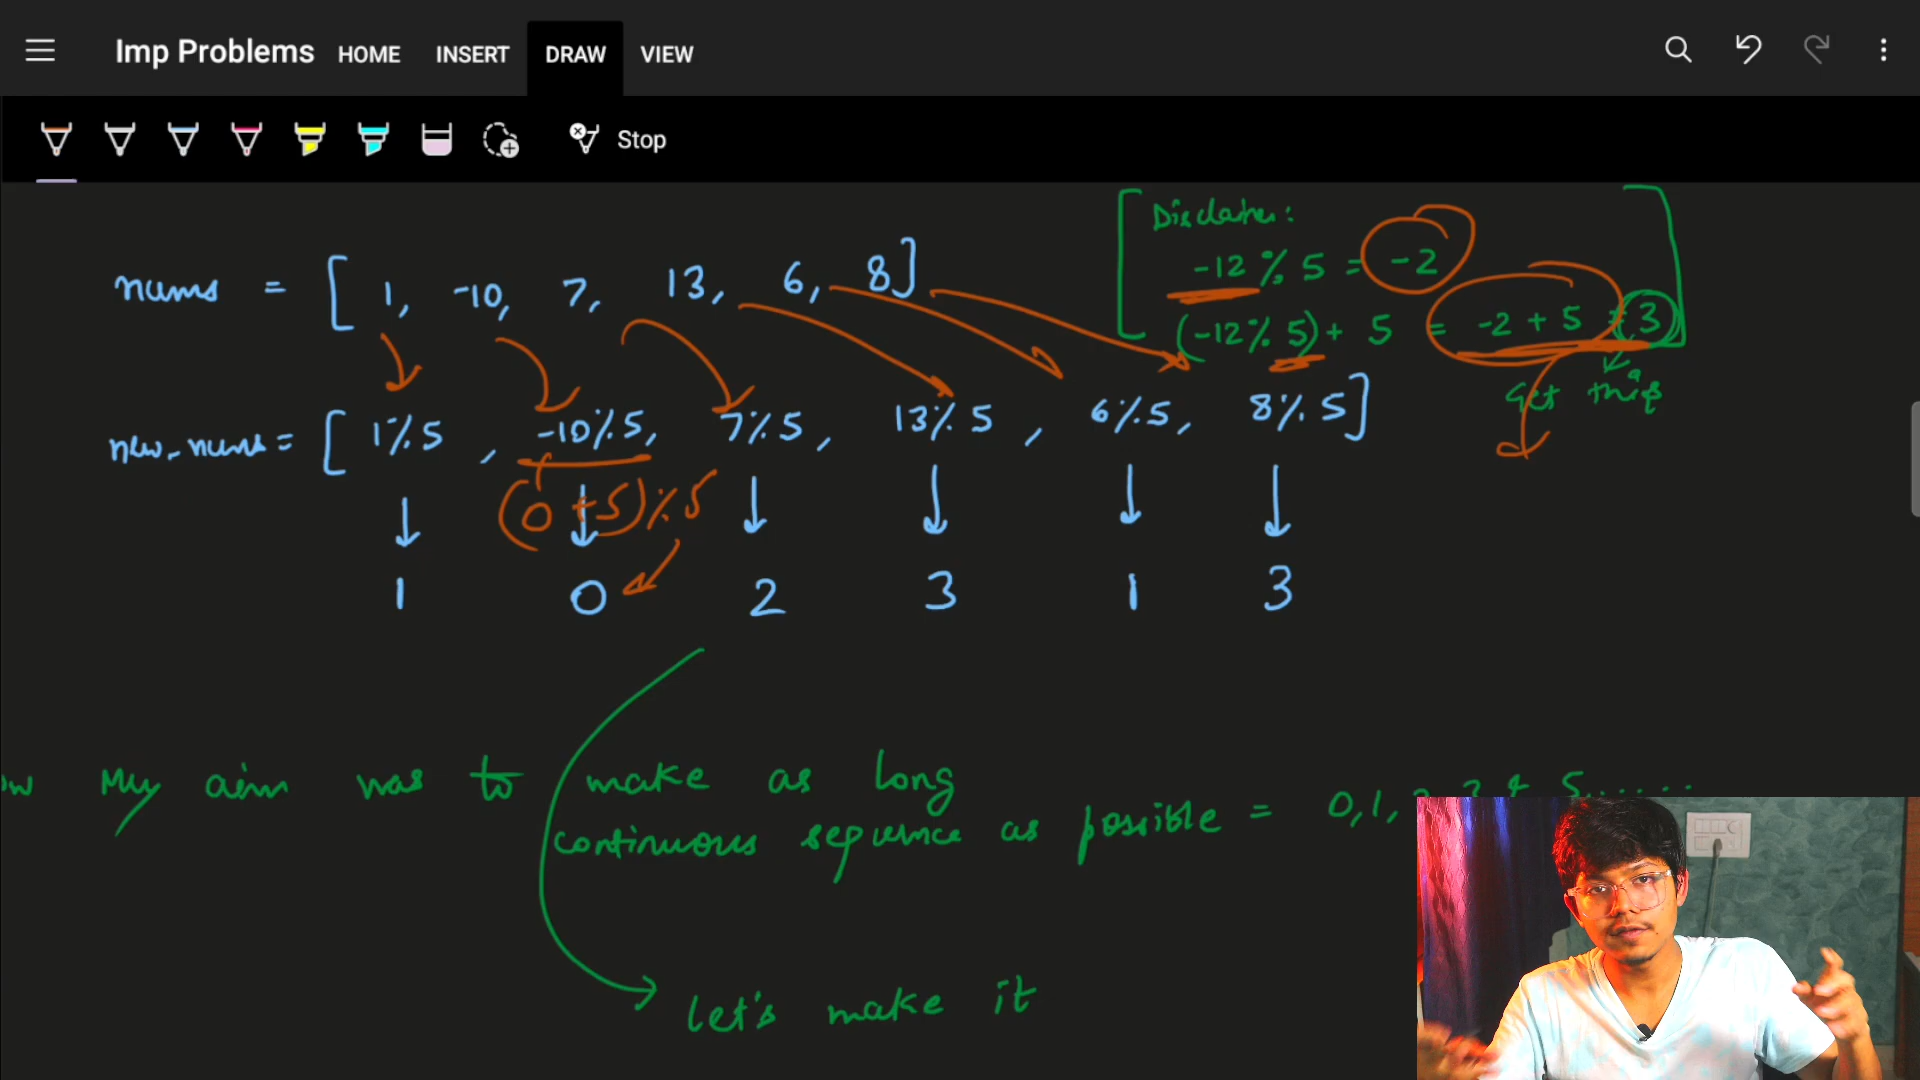 Imp Problems HOME INSERT DRAW VIEW
Stop
Disclaimer:
-12 % 5 = -2
(-12% 5) + 5 = -2 + 5 = 3
Get this
nums = [ 1, -10, 7, 13, 6, 8]
new_nums = [ 1%5 , -10%5, 7%5, 13%5 , 6%5, 8%5]
(0 +5)%5
1 0 2 3 1 3
My aim was to make as long
continuous sequence as possible = 0,1, 5......
let's make it